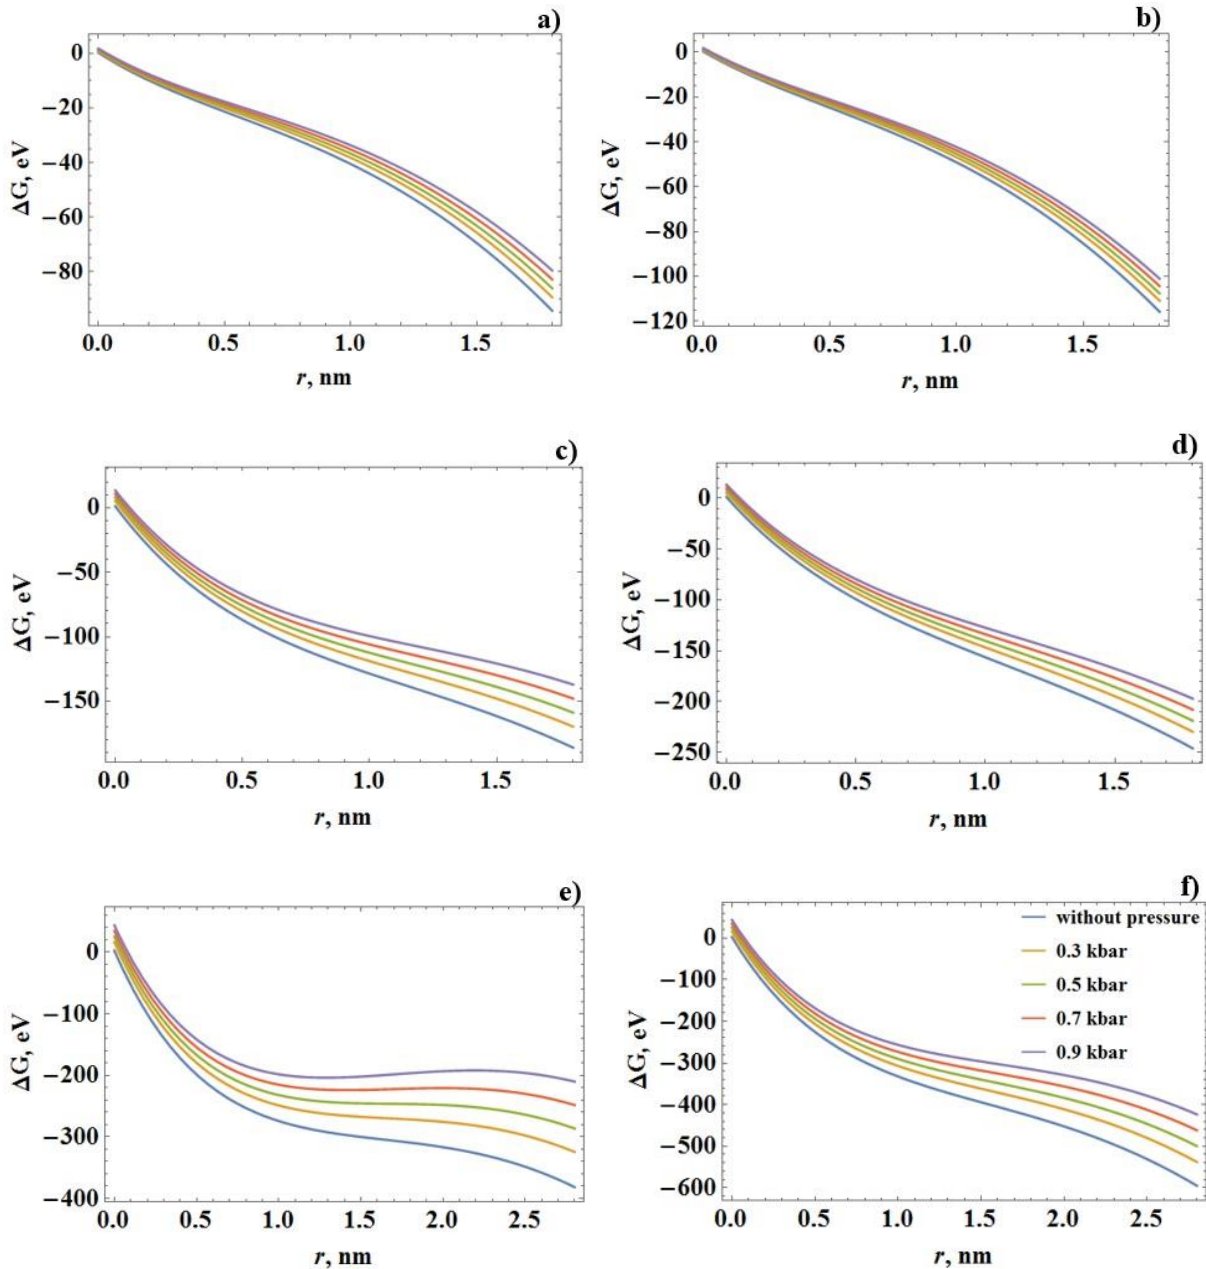 a)
0
−20
−40
−60
−80
ΔG, eV
0.0 0.5 1.0 1.5
r, nm
b)
0
−20
−40
−60
−80
−100
−120
ΔG, eV
0.0 0.5 1.0 1.5
r, nm
c)
0
−50
−100
−150
ΔG, eV
0.0 0.5 1.0 1.5
r, nm
d)
0
−50
−100
−150
−200
−250
ΔG, eV
0.0 0.5 1.0 1.5
r, nm
e)
0
−100
−200
−300
−400
ΔG, eV
0.0 0.5 1.0 1.5 2.0 2.5
r, nm
f)
without pressure
0.3 kbar
0.5 kbar
0.7 kbar
0.9 kbar
0
−100
−200
−300
−400
−500
−600
ΔG, eV
0.0 0.5 1.0 1.5 2.0 2.5
r, nm